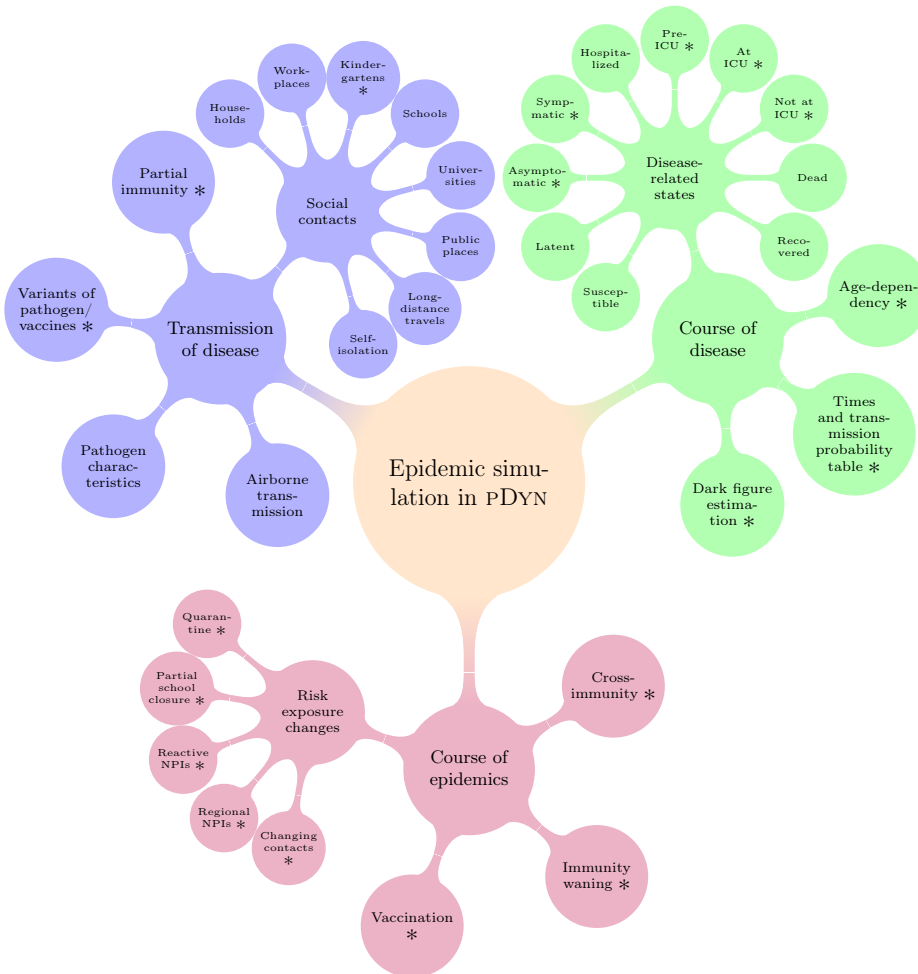 Epidemic simu-
lation in PDYN
Transmission
of disease
Partial
immunity *
Variants of
pathogen/
vaccines *
Pathogen
charac-
teristics
Airborne
trans-
mission
Social
contacts
House-
holds
Work-
places
Kinder-
gartens
*
Schools
Univer-
sities
Public
places
Long-
distance
travels
Self-
isolation
Course of
disease
Disease-
related
states
Suscep-
tible
Latent
Asympto-
matic *
Symp-
matic *
Hospita-
lized
Pre-
ICU *
At
ICU *
Not at
ICU *
Dead
Reco-
vered
Age-depen-
dency *
Times
and trans-
mission
probability
table *
Dark figure
estima-
tion *
Course of
epidemics
Risk
exposure
changes
Quaran-
tine *
Partial
school
closure *
Reactive
NPIs *
Regional
NPIs *
Changing
contacts
*
Vaccination
*
Immunity
waning *
Cross-
immunity *